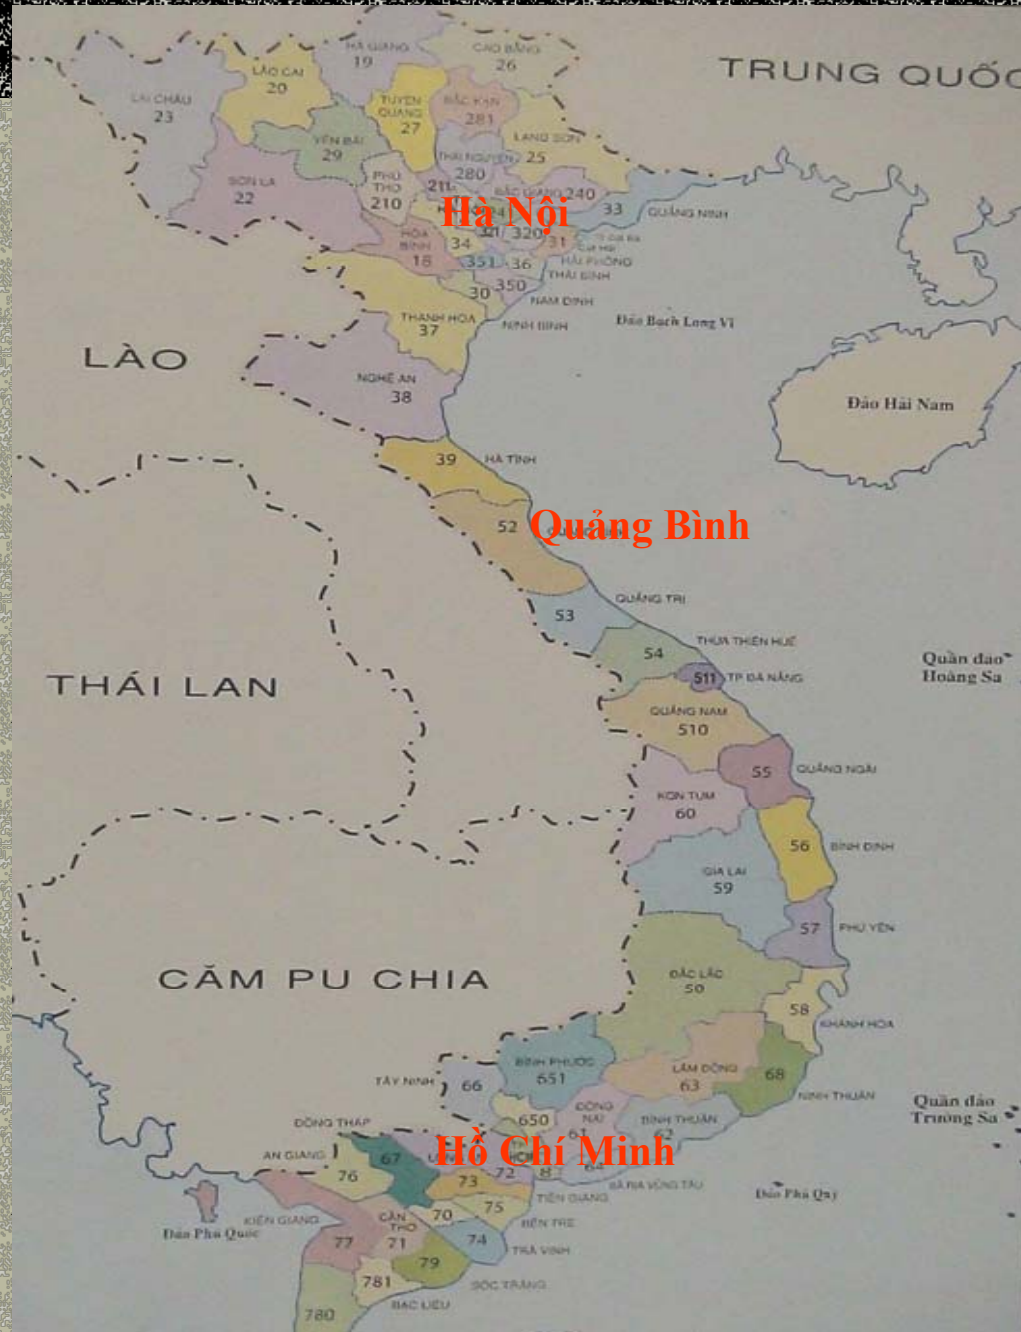 TRUNG QUỐC
HÀ GIANG
19
CAO BẰNG
26
LÀO CAI
20
LAI CHÂU
23
TUYÊN
QUANG
27
BẮC KẠN
281
LẠNG SƠN
25
YÊN BÁI
29
THÁI NGUYÊN
280
SƠN LA
22
PHÚ
THỌ
210
211
BẮC GIANG 240
33
QUẢNG NINH
Hà Nội
320
31
HÒA
BÌNH
18
34
351
36
HẢI PHÒNG
THÁI BÌNH
30
350
NAM ĐỊNH
THANH HÓA
37
NINH BÌNH
Đảo Bạch Long Vĩ
LÀO
NGHỆ AN
38
Đảo Hải Nam
39
HÀ TĨNH
52
Quảng Bình
53
QUẢNG TRỊ
54
THỪA THIÊN HUẾ
511
TP ĐÀ NẴNG
Quần đảo
Hoàng Sa
THÁI LAN
QUẢNG NAM
510
55
QUẢNG NGÃI
KON TUM
60
56
BÌNH ĐỊNH
GIA LAI
59
57
PHÚ YÊN
CĂM PU CHIA
ĐẮC LẮC
50
58
KHÁNH HÒA
BÌNH PHƯỚC
651
LÂM ĐỒNG
63
68
TÂY NINH
66
NINH THUẬN
Quần đảo
Trường Sa
650
ĐỒNG
NAI
61
BÌNH THUẬN
62
ĐỒNG THÁP
Hồ Chí Minh
AN GIANG
67
76
72
8
64
BÀ RỊA VŨNG TÀU
73
TIỀN GIANG
Đảo Phú Quý
KIÊN GIANG
Đảo Phú Quốc
CẦN
THƠ
71
70
75
BẾN TRE
77
74
TRÀ VINH
79
781
SÓC TRĂNG
BẠC LIÊU
780